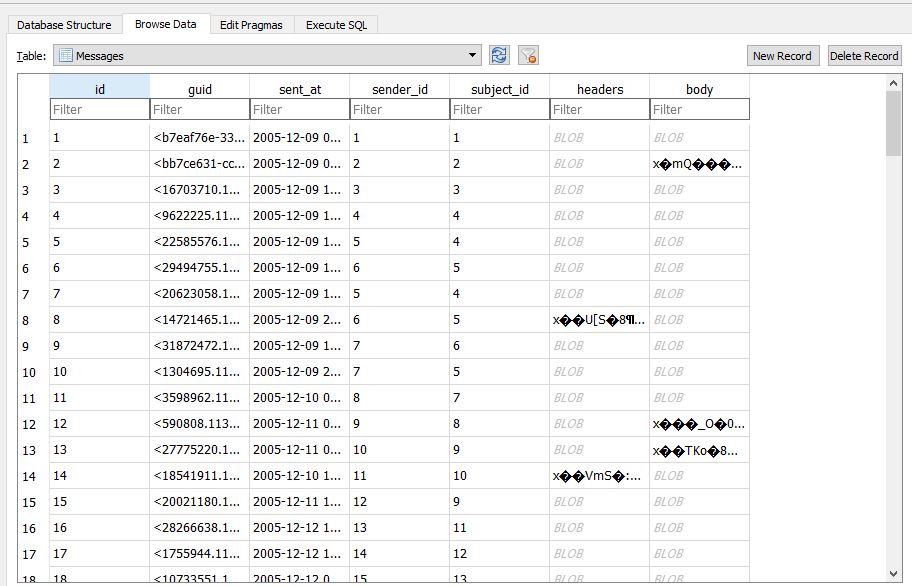 Database Structure Browse Data Edit Pragmas Execute SQL
Table: Messages New Record Delete Record
id guid sent_at sender_id subject_id headers body
Filter Filter Filter Filter Filter Filter Filter
1 1 <b7eaf76e-33... 2005-12-09 0... 1 1 BLOB BLOB
2 2 <bb7ce631-cc... 2005-12-09 0... 2 2 BLOB x�mQ���...
3 3 <16703710.1... 2005-12-09 1... 3 3 BLOB BLOB
4 4 <9622225.11... 2005-12-09 1... 4 4 BLOB BLOB
5 5 <22585576.1... 2005-12-09 1... 5 4 BLOB BLOB
6 6 <29494755.1... 2005-12-09 1... 6 5 BLOB BLOB
7 7 <20623058.1... 2005-12-09 1... 5 4 BLOB BLOB
8 8 <14721465.1... 2005-12-09 2... 6 5 x��U[S�8¶... BLOB
9 9 <31872472.1... 2005-12-09 1... 7 6 BLOB BLOB
10 10 <1304695.11... 2005-12-09 2... 7 5 BLOB BLOB
11 11 <3598962.11... 2005-12-10 0... 8 7 BLOB BLOB
12 12 <590808.113... 2005-12-11 0... 9 8 BLOB x���_O�0...
13 13 <27775220.1... 2005-12-11 0... 10 9 BLOB x��TKo�8...
14 14 <18541911.1... 2005-12-10 1... 11 10 x��VmS�:... BLOB
15 15 <20021180.1... 2005-12-11 1... 12 9 BLOB BLOB
16 16 <28266638.1... 2005-12-12 1... 13 11 BLOB BLOB
17 17 <1755944.11... 2005-12-12 1... 14 12 BLOB BLOB
18 18 <10733551.1... 2005-12-12 0... 15 13 BLOB BLOB